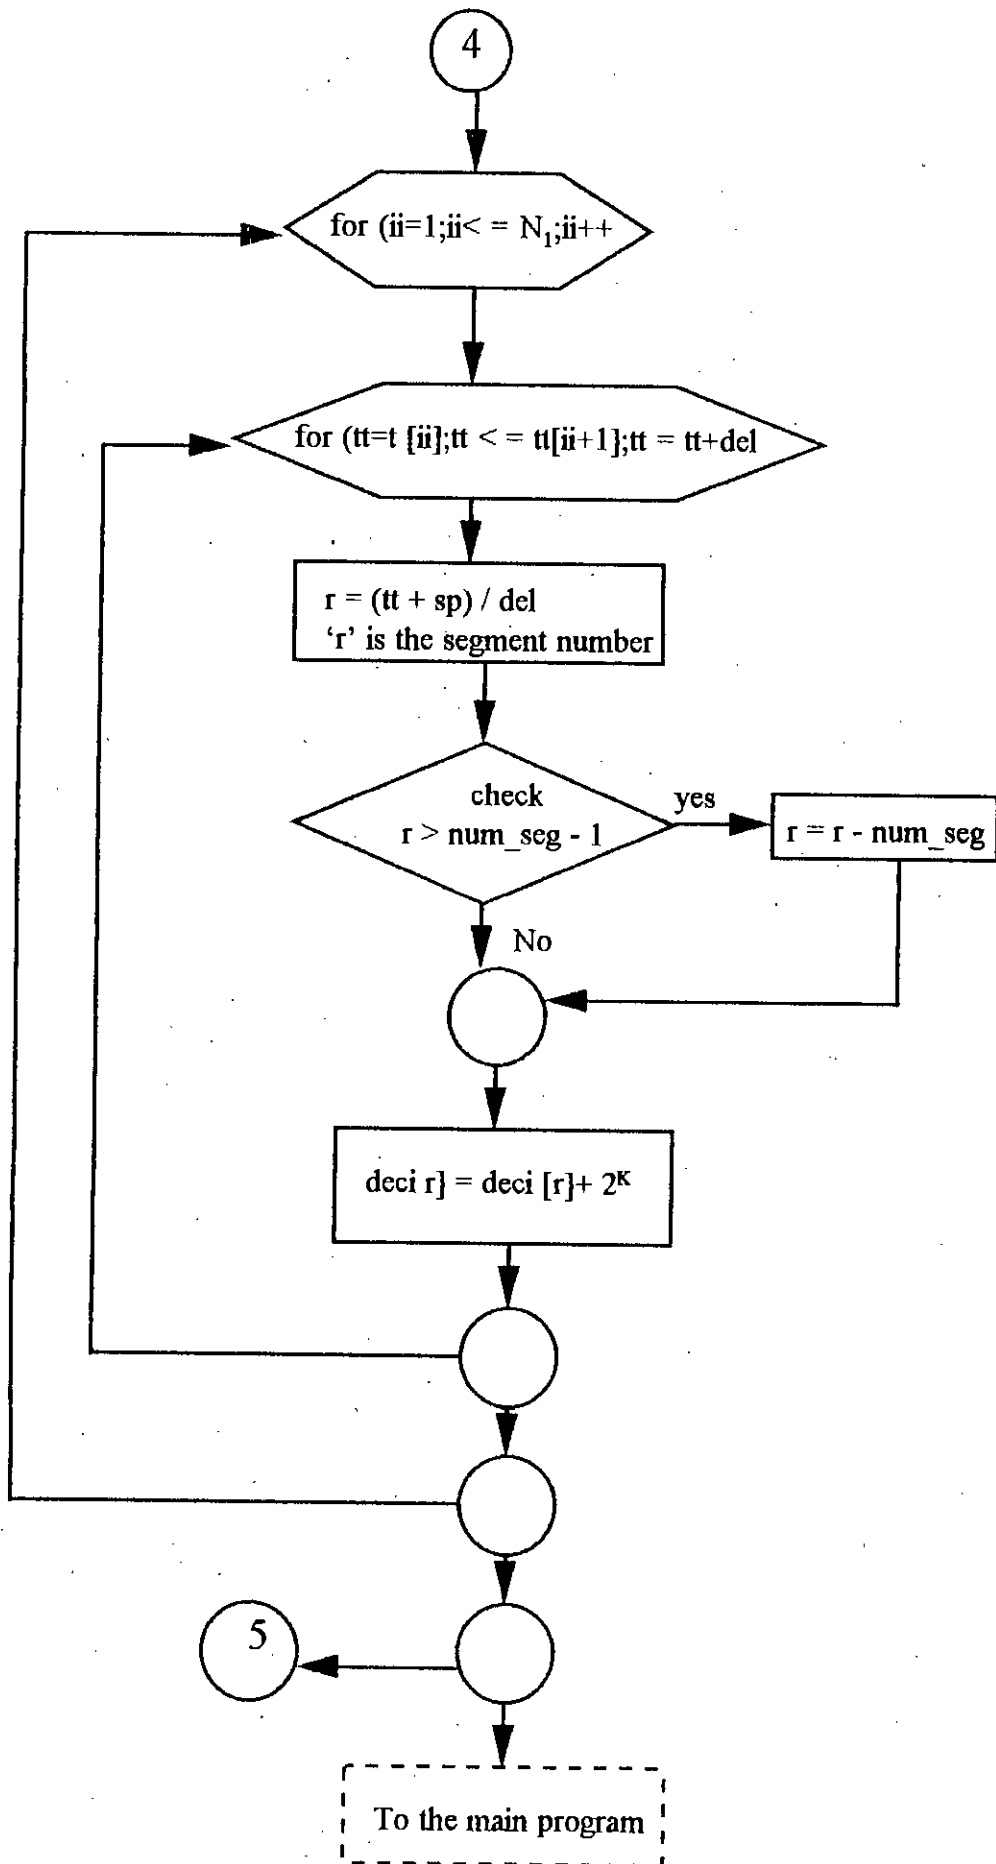 4
for (ii=1;ii< = N₁;ii++
for (tt=t [ii];tt < = tt[ii+1];tt = tt+del
r = (tt + sp) / del
‘r’ is the segment number
check
r > num_seg - 1
yes
r = r - num_seg
No
deci r] = deci [r]+ 2ᴷ
5
To the main program